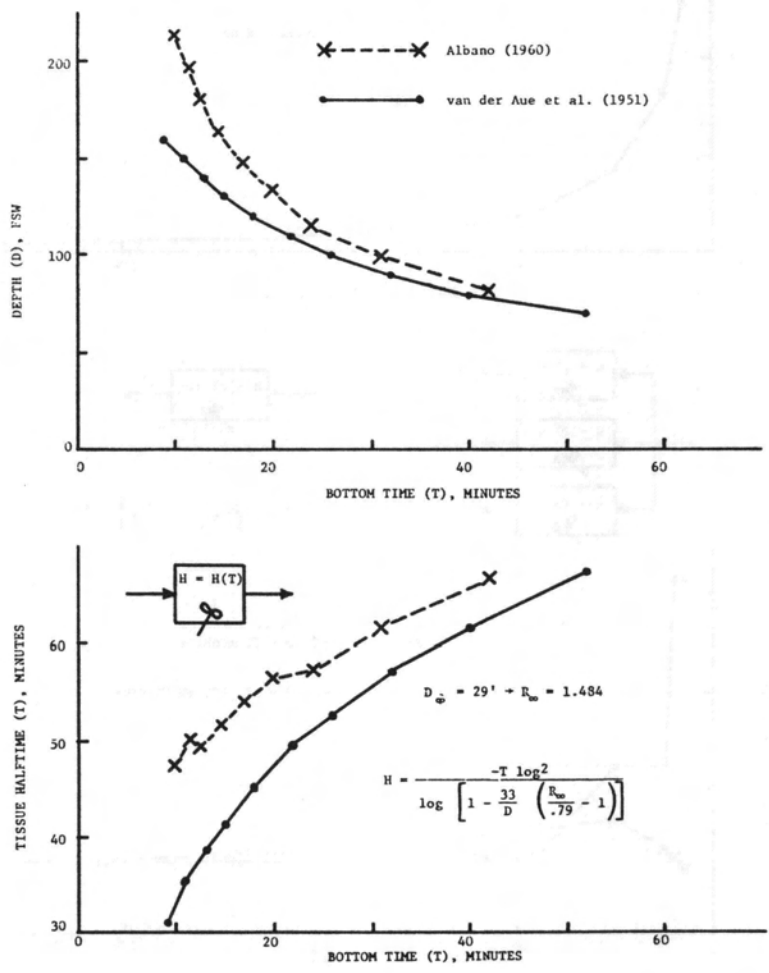 200
100
0
DEPTH (D), FSW
Albano (1960)
van der Aue et al. (1951)
0
20
40
60
BOTTOM TIME (T), MINUTES
TISSUE HALFTIME (T), MINUTES
60
50
40
30
H = H(T)
D = 29' → R∞ = 1.484
H = -T log2
log [1 - 33/D (R∞/.79 - 1)]
0
20
40
60
BOTTOM TIME (T), MINUTES